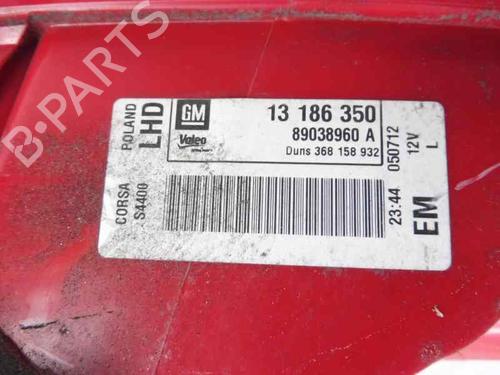 GM
Valeo
13 186 350
89038960 A
Duns 368 158 932
POLAND
LHD
CORSA
S4400
050712
12V
L
23:44
EM
B-PARTS